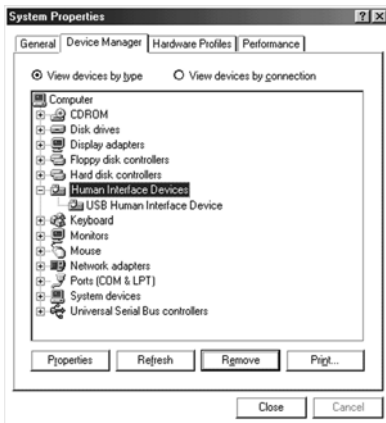 System Properties
General Device Manager Hardware Profiles Performance
View devices by type View devices by connection
Computer
CDROM
Disk drives
Display adapters
Floppy disk controllers
Hard disk controllers
Human Interface Devices
USB Human Interface Device
Keyboard
Monitors
Mouse
Network adapters
Ports (COM & LPT)
System devices
Universal Serial Bus controllers
Properties Refresh Remove Print...
Close Cancel